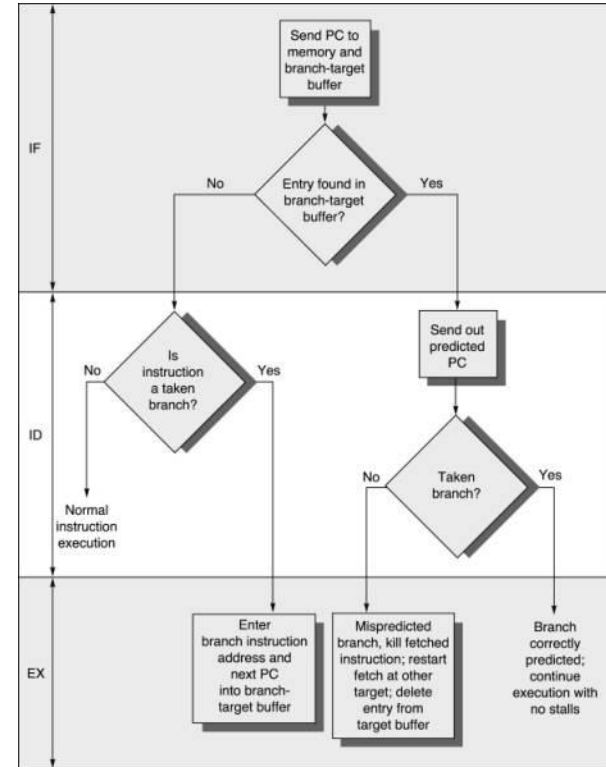 Send PC to
memory and
branch-target
buffer
IF
No
Entry found in
branch-target
buffer?
Yes
Send out
predicted
PC
Is
instruction
a taken
branch?
No
Yes
ID
Taken
branch?
No
Yes
Normal
instruction
execution
Enter
branch instruction
address and
next PC
into branch-
target buffer
Mispredicted
branch, kill fetched
instruction; restart
fetch at other
target; delete
entry from
target buffer
Branch
correctly
predicted;
continue
execution with
no stalls
EX